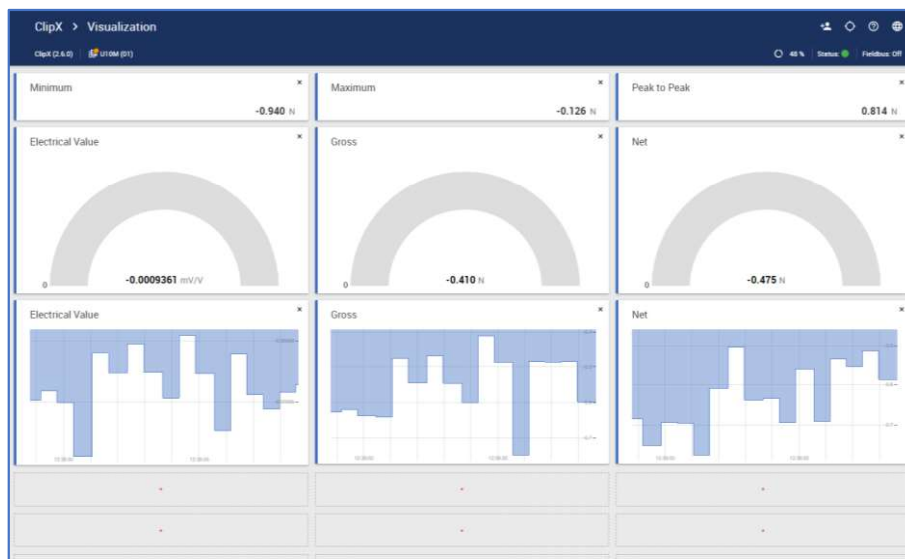 ClipX > Visualization
ClipX (2.6.0) U10M (01) 48 % Status: Fieldbus: Off
Minimum × Maximum × Peak to Peak ×
-0.940 N -0.126 N 0.814 N
Electrical Value × Gross × Net ×
0 -0.0009361 mV/V 0 -0.410 N 0 -0.475 N
Electrical Value × Gross × Net ×